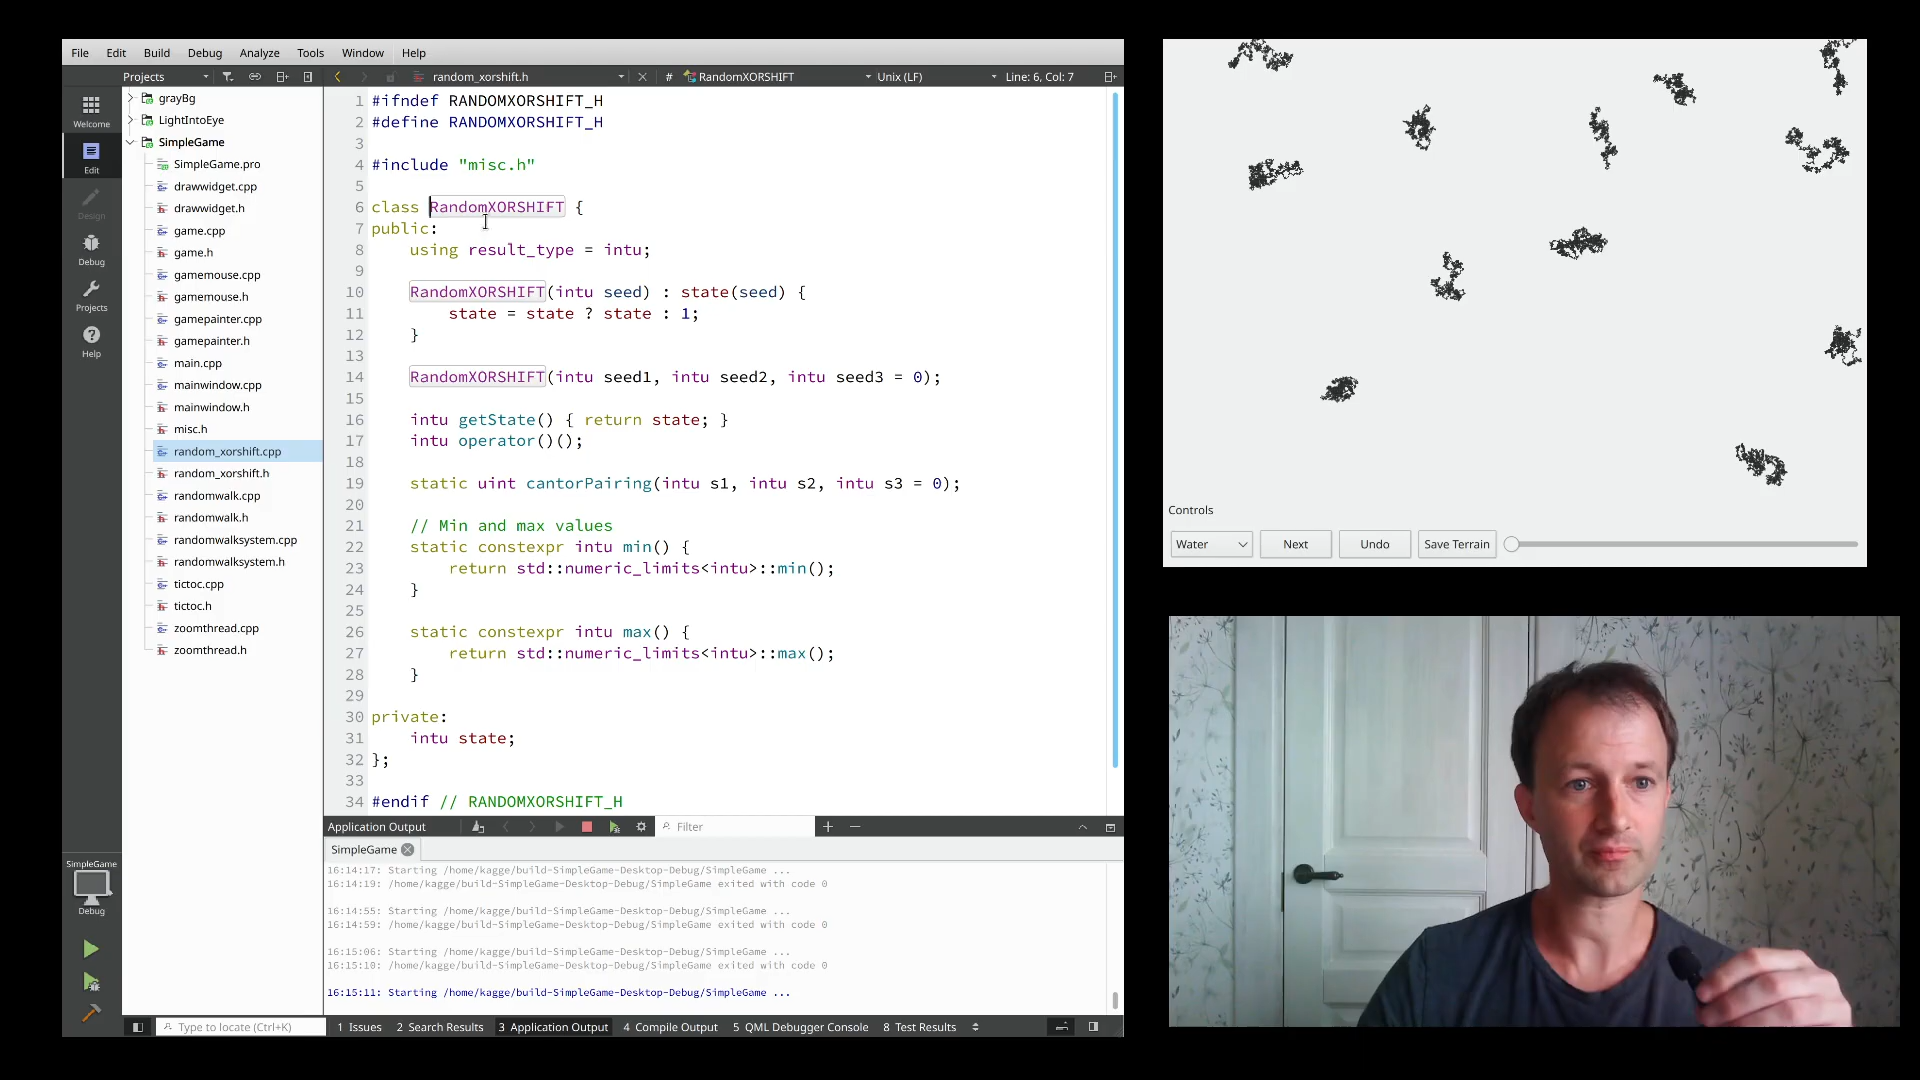 File Edit Build Debug Analyze Tools Window Help
Projects
random_xorshift.h
# RandomXORSHIFT
Unix (LF)
Line: 6, Col: 7
Welcome
Edit
Design
Debug
Projects
Help
grayBg
LightIntoEye
SimpleGame
SimpleGame.pro
drawwidget.cpp
drawwidget.h
game.cpp
game.h
gamemouse.cpp
gamemouse.h
gamepainter.cpp
gamepainter.h
main.cpp
mainwindow.cpp
mainwindow.h
misc.h
random_xorshift.cpp
random_xorshift.h
randomwalk.cpp
randomwalk.h
randomwalksystem.cpp
randomwalksystem.h
tictoc.cpp
tictoc.h
zoomthread.cpp
zoomthread.h
1 #ifndef RANDOMXORSHIFT_H
2 #define RANDOMXORSHIFT_H
3
4 #include "misc.h"
5
6 class RandomXORSHIFT {
7 public:
8 using result_type = intu;
9
10 RandomXORSHIFT(intu seed) : state(seed) {
11 state = state ? state : 1;
12 }
13
14 RandomXORSHIFT(intu seed1, intu seed2, intu seed3 = 0);
15
16 intu getState() { return state; }
17 intu operator()();
18
19 static uint cantorPairing(intu s1, intu s2, intu s3 = 0);
20
21 // Min and max values
22 static constexpr intu min() {
23 return std::numeric_limits<intu>::min();
24 }
25
26 static constexpr intu max() {
27 return std::numeric_limits<intu>::max();
28 }
29
30 private:
31 intu state;
32 };
33
34 #endif // RANDOMXORSHIFT_H
Application Output
Filter
SimpleGame
16:14:17: Starting /home/kagge/build-SimpleGame-Desktop-Debug/SimpleGame ...
16:14:19: /home/kagge/build-SimpleGame-Desktop-Debug/SimpleGame exited with code 0
16:14:55: Starting /home/kagge/build-SimpleGame-Desktop-Debug/SimpleGame ...
16:14:59: /home/kagge/build-SimpleGame-Desktop-Debug/SimpleGame exited with code 0
16:15:06: Starting /home/kagge/build-SimpleGame-Desktop-Debug/SimpleGame ...
16:15:10: /home/kagge/build-SimpleGame-Desktop-Debug/SimpleGame exited with code 0
16:15:11: Starting /home/kagge/build-SimpleGame-Desktop-Debug/SimpleGame ...
SimpleGame
Debug
Type to locate (Ctrl+K)
1 Issues 2 Search Results 3 Application Output 4 Compile Output 5 QML Debugger Console 8 Test Results
Controls
Water Next Undo Save Terrain